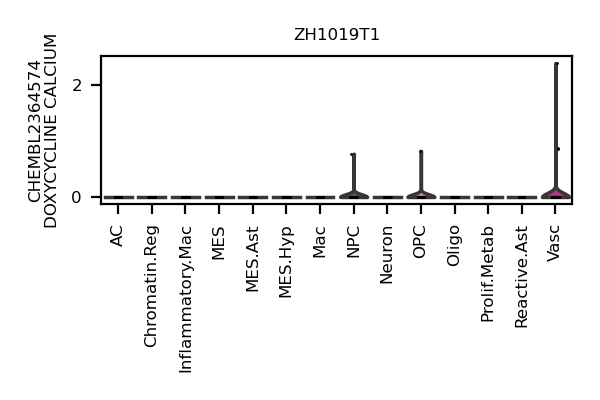 ZH1019T1
CHEMBL2364574
DOXYCYCLINE CALCIUM
2
0
AC
Chromatin.Reg
Inflammatory.Mac
MES
MES.Ast
MES.Hyp
Mac
NPC
Neuron
OPC
Oligo
Prolif.Metab
Reactive.Ast
Vasc